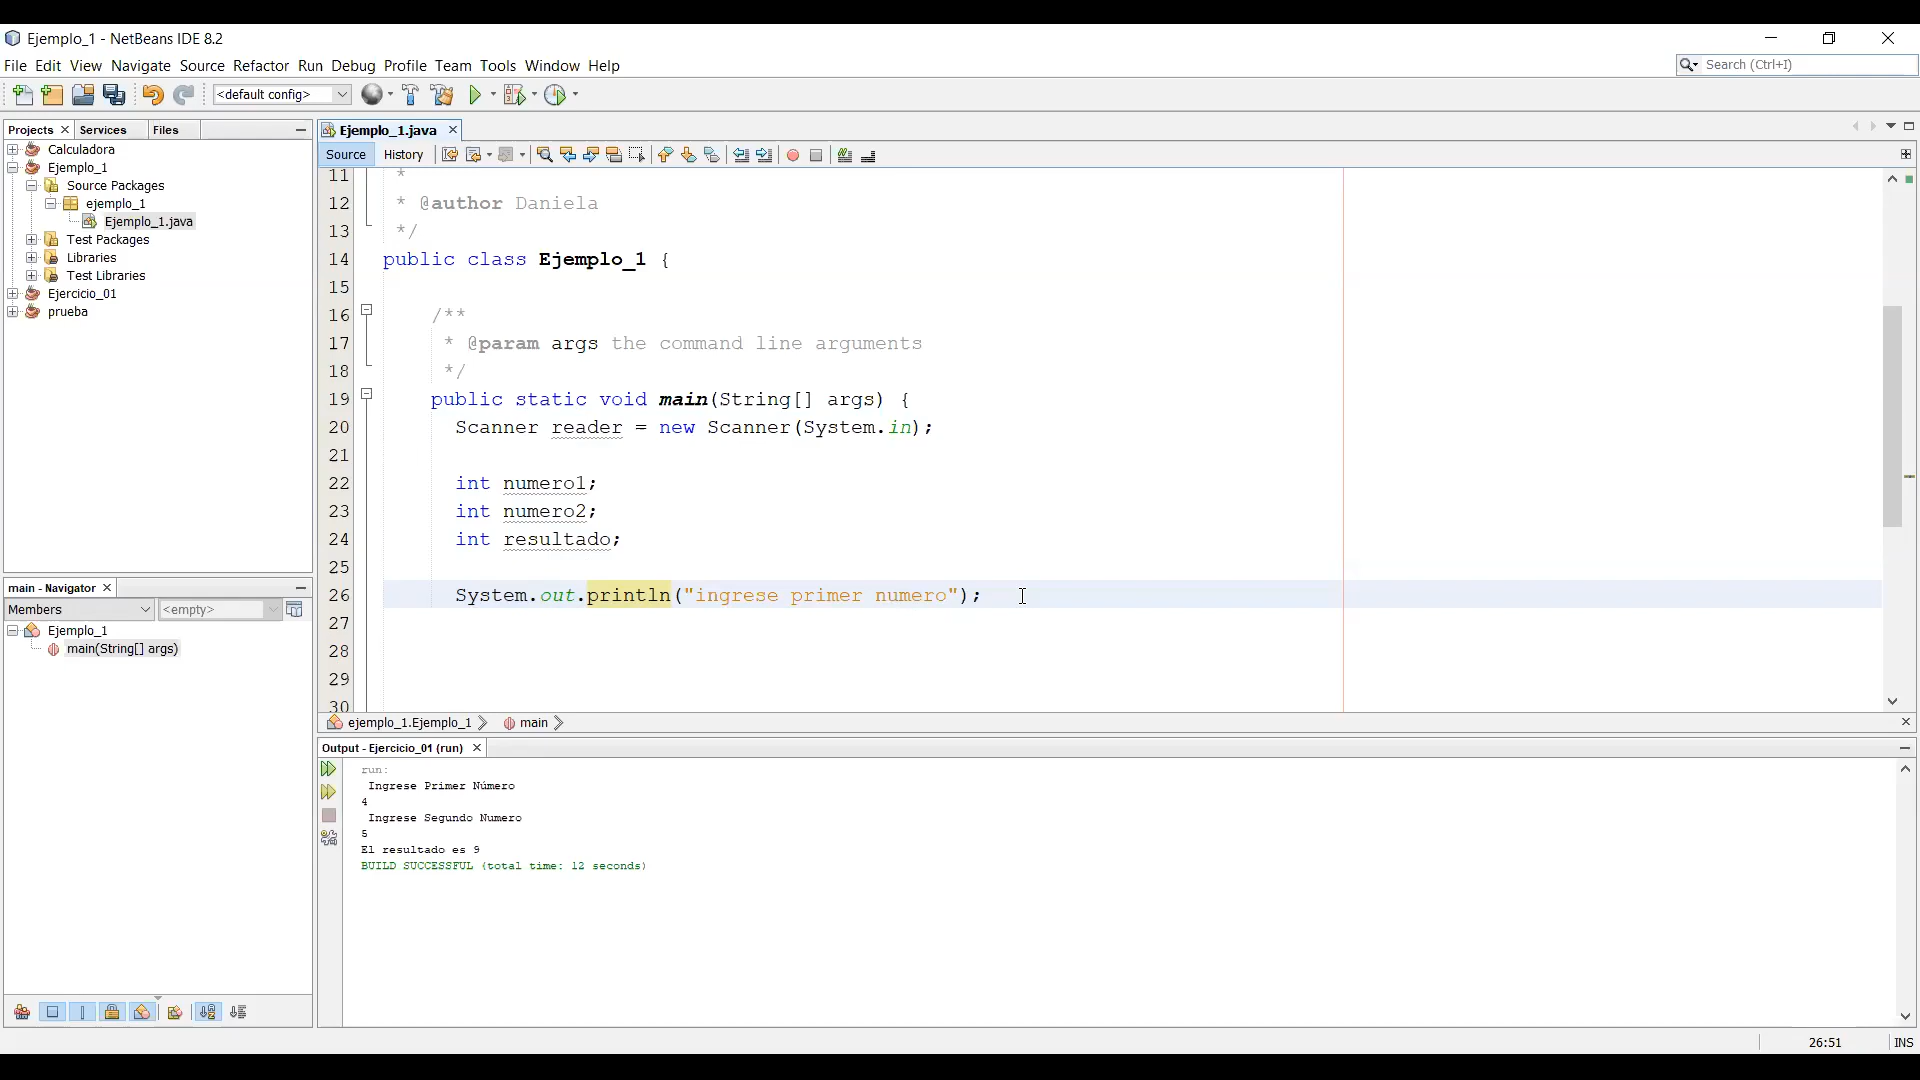 Ejemplo_1 - NetBeans IDE 8.2
File Edit View Navigate Source Refactor Run Debug Profile Team Tools Window Help
Search (Ctrl+I)
<default config>
Projects Services Files
Calculadora
Ejemplo_1
Source Packages
ejemplo_1
Ejemplo_1.java
Test Packages
Libraries
Test Libraries
Ejercicio_01
prueba
main - Navigator
Members <empty>
Ejemplo_1
main(String[] args)
Ejemplo_1.java
Source History
11 *
12 * @author Daniela
13 */
14 public class Ejemplo_1 {
15
16 /**
17 * @param args the command line arguments
18 */
19 public static void main(String[] args) {
20 Scanner reader = new Scanner(System.in);
21
22 int numero1;
23 int numero2;
24 int resultado;
25
26 System.out.println("ingrese primer numero");
27
28
29
30
ejemplo_1.Ejemplo_1 main
Output - Ejercicio_01 (run)
run:
Ingrese Primer Número
4
Ingrese Segundo Numero
5
El resultado es 9
BUILD SUCCESSFUL (total time: 12 seconds)
26:51 INS